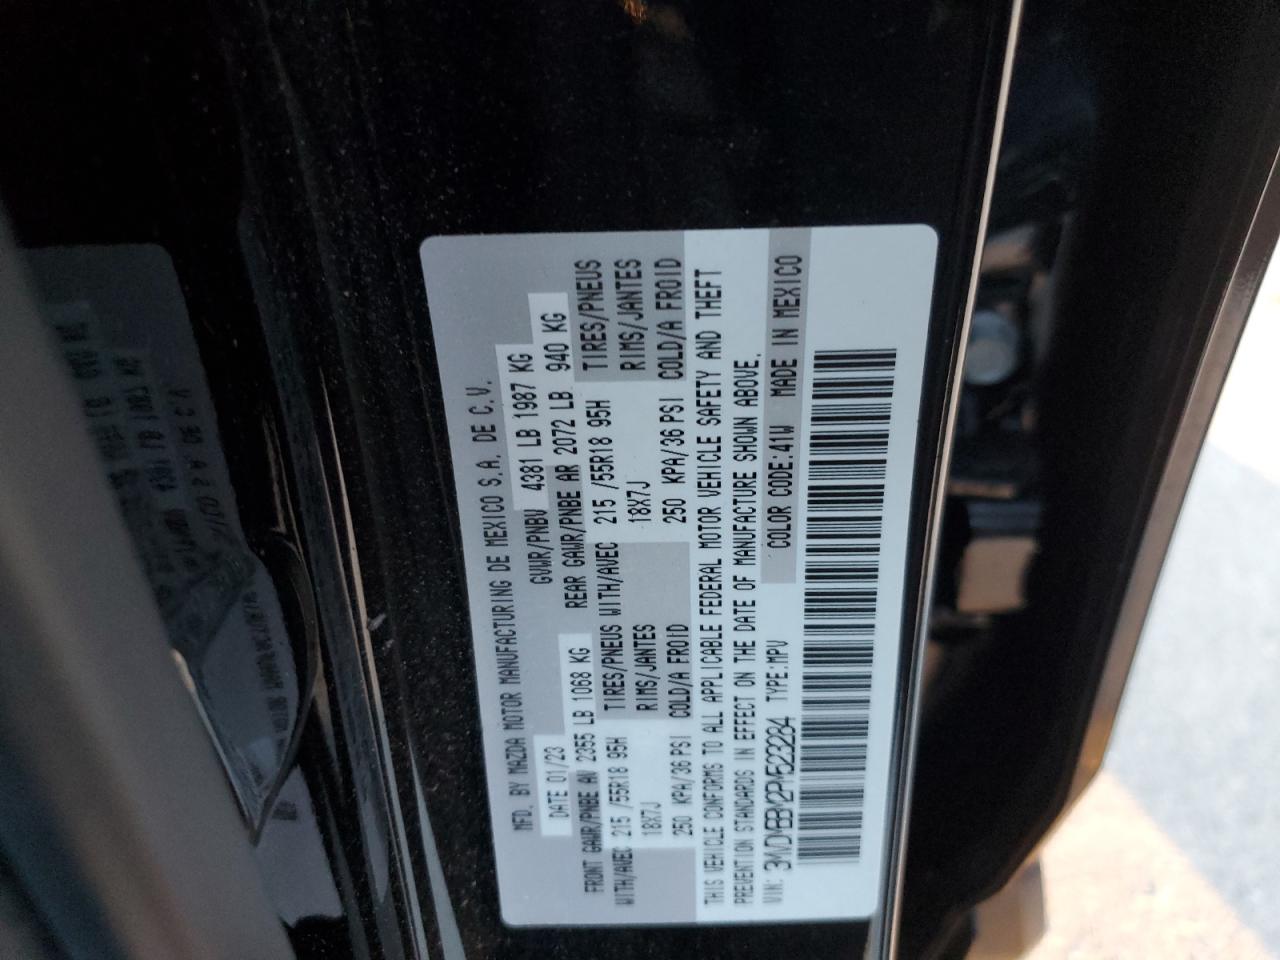 MFD. BY MAZDA MOTOR MANUFACTURING DE MEXICO S.A. DE C.V.
DATE 01/23 GVWR/PNBV 4381 LB 1987 KG
FRONT GAWR/PNBE AV 2355 LB 1068 KG REAR GAWR/PNBE AR 2072 LB 940 KG
WITH/AVEC 215 /55R18 95H TIRES/PNEUS WITH/AVEC 215 /55R18 95H TIRES/PNEUS
18X7J RIMS/JANTES 18X7J RIMS/JANTES
250 KPA/36 PSI COLD/A FROID 250 KPA/36 PSI COLD/A FROID
THIS VEHICLE CONFORMS TO ALL APPLICABLE FEDERAL MOTOR VEHICLE SAFETY AND THEFT
PREVENTION STANDARDS IN EFFECT ON THE DATE OF MANUFACTURE SHOWN ABOVE.
VIN: 3MVDMBBM2PM523284 TYPE:MPV COLOR CODE:41W MADE IN MEXICO